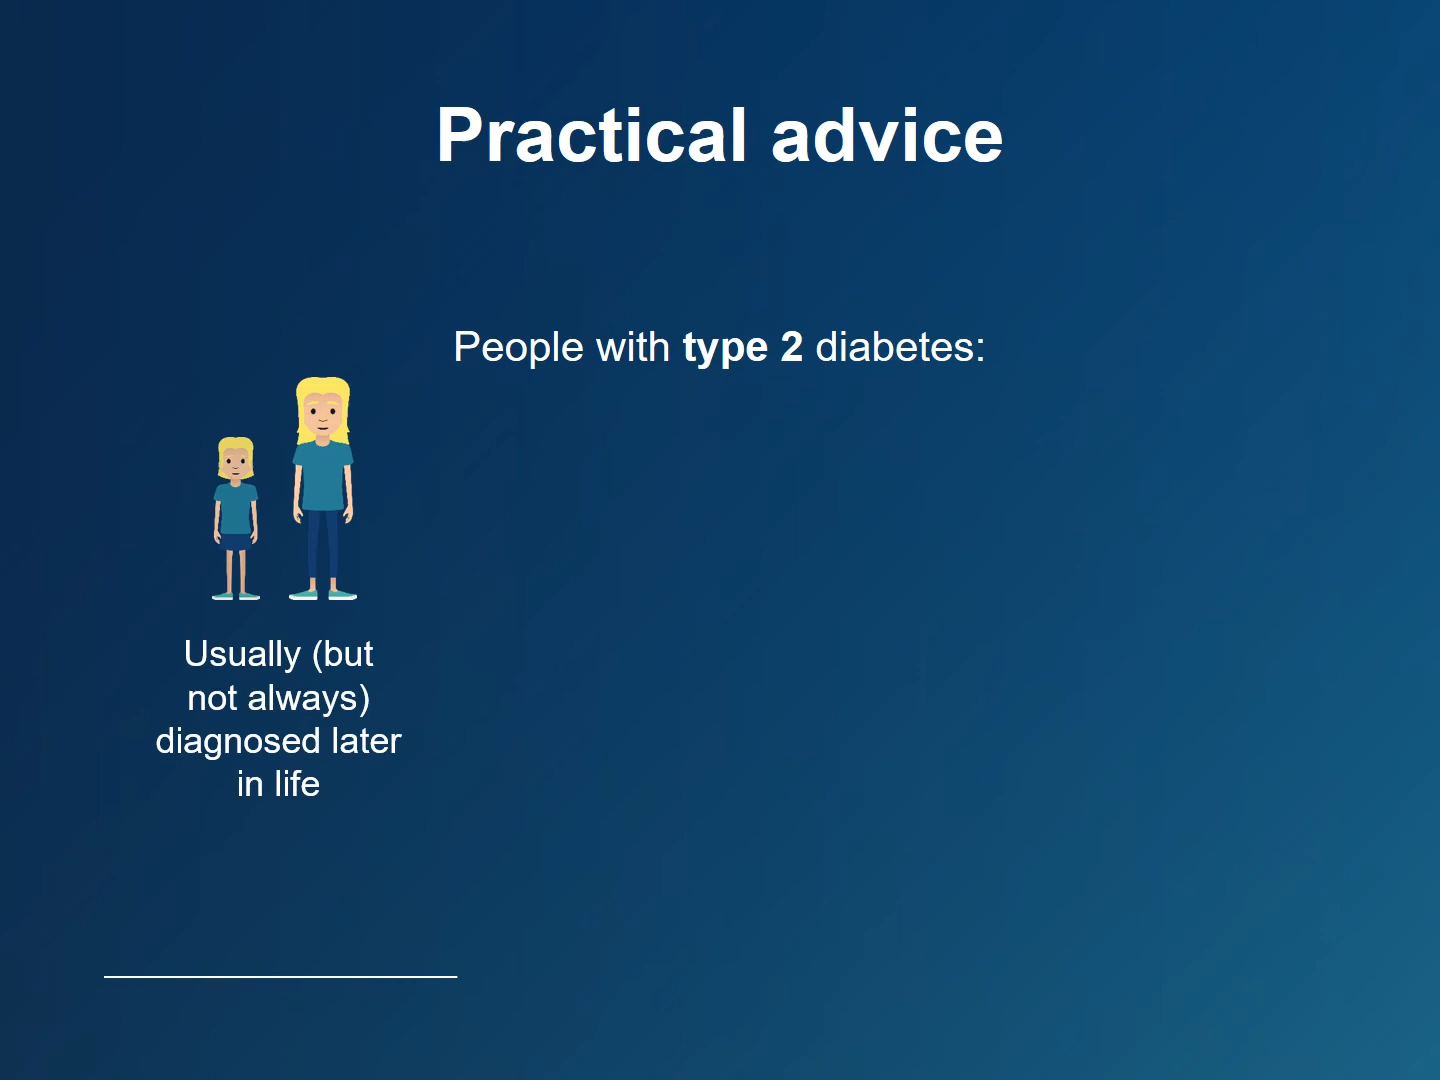 Practical advice
People with type 2 diabetes:
Usually (but
not always)
diagnosed later
in life